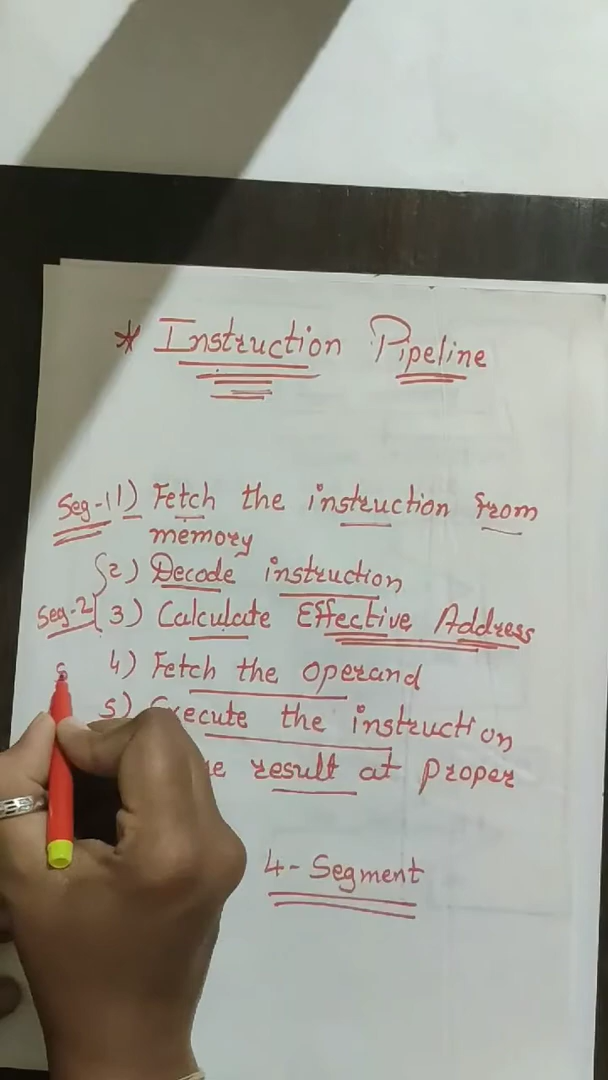 * Instruction Pipeline
Seg-1 1) Fetch the instruction from
memory
2) Decode instruction
Seg-2 3) Calculate Effective Address
4) Fetch the operand
5) the instruction
result at proper
4-Segment